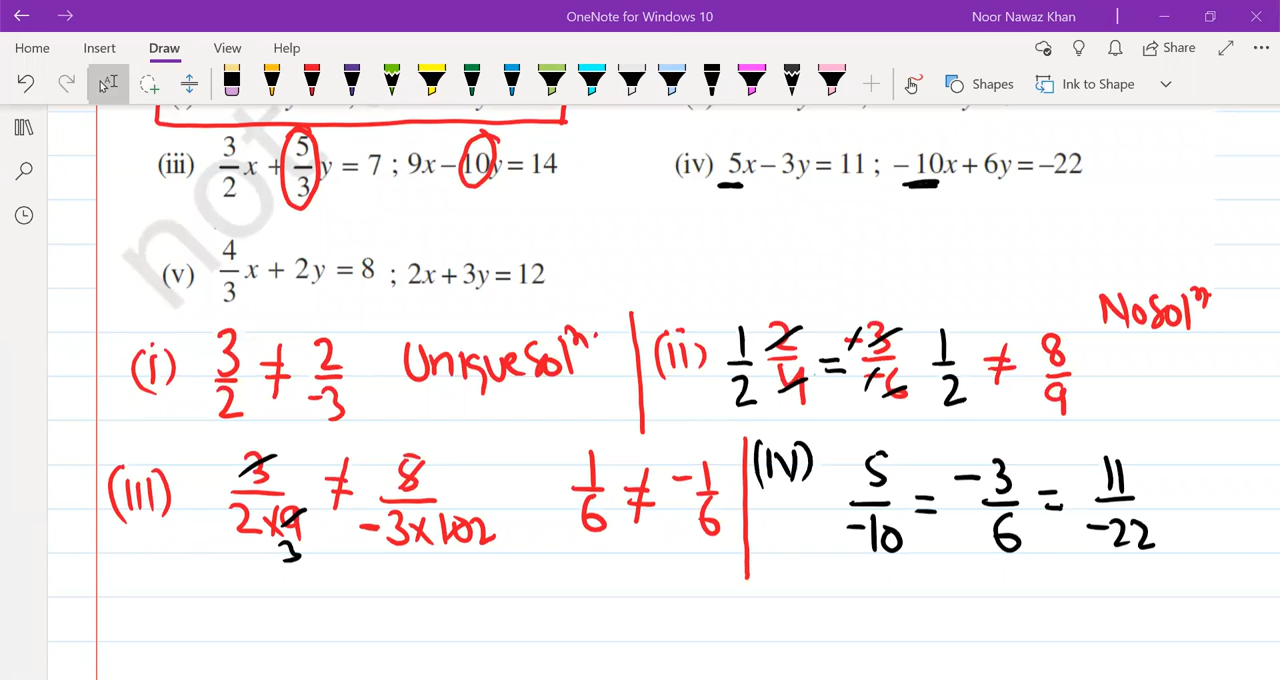 OneNote for Windows 10
Noor Nawaz Khan
Home Insert Draw View Help
Share
Shapes
Ink to Shape
(iii) 3/2 x + 5/3 y = 7 ; 9x – 10y = 14
(iv) 5x – 3y = 11 ; – 10x + 6y = –22
not
(v) 4/3 x + 2y = 8 ; 2x + 3y = 12
(i) 3/2 ≠ 2/-3 Unique solⁿ.
(ii) 1/2 2/4 = -3/-6 1/2 ≠ 8/9
No solⁿ
(iii) 3/2×9 3 ≠ 5/-3×10 2 1/6 ≠ -1/6
(iv) 5/-10 = -3/6 = 11/-22